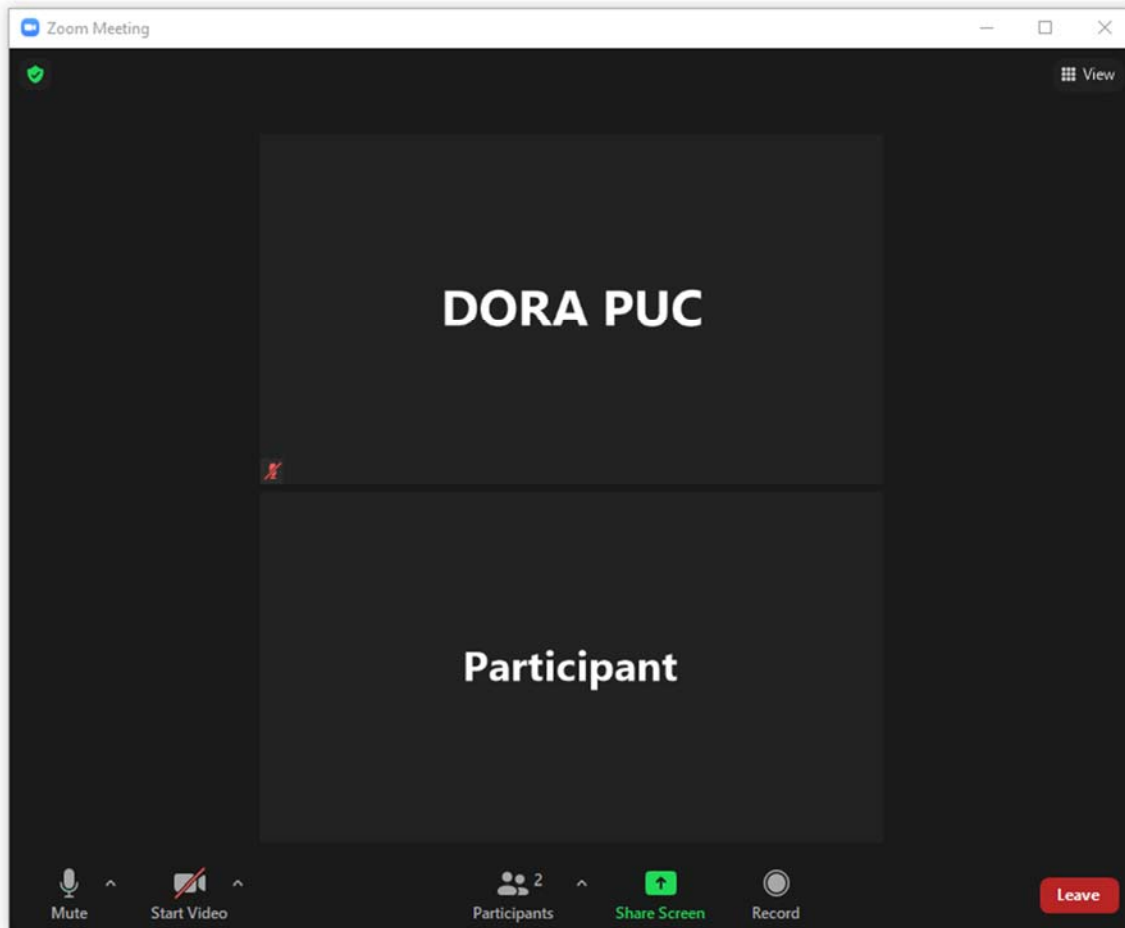 Zoom Meeting
View
DORA PUC
Participant
2
Mute
Start Video
Participants
Share Screen
Record
Leave